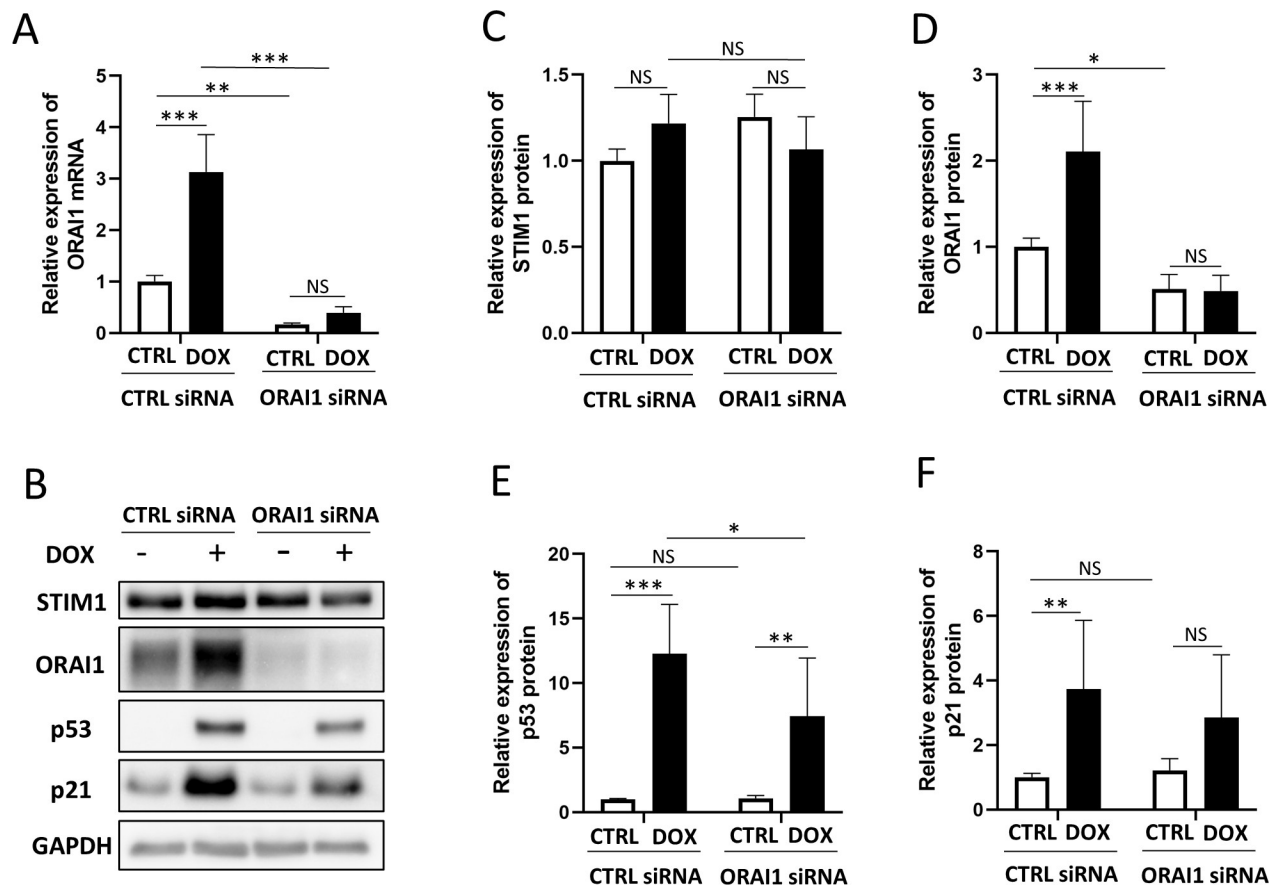 A
Relative expression of
ORAI1 mRNA
5
4
3
2
1
0
***
**
***
NS
CTRL DOX CTRL DOX
CTRL siRNA ORAI1 siRNA
C
Relative expression of
STIM1 protein
1.5
1.0
0.5
0.0
NS
NS
NS
CTRL DOX CTRL DOX
CTRL siRNA ORAI1 siRNA
D
Relative expression of
ORAI1 protein
3
2
1
0
*
***
NS
CTRL DOX CTRL DOX
CTRL siRNA ORAI1 siRNA
B
CTRL siRNA ORAI1 siRNA
DOX - + - +
STIM1
ORAI1
p53
p21
GAPDH
E
Relative expression of
p53 protein
20
15
10
5
0
*
NS
***
**
CTRL DOX CTRL DOX
CTRL siRNA ORAI1 siRNA
F
Relative expression of
p21 protein
8
6
4
2
0
NS
**
NS
CTRL DOX CTRL DOX
CTRL siRNA ORAI1 siRNA